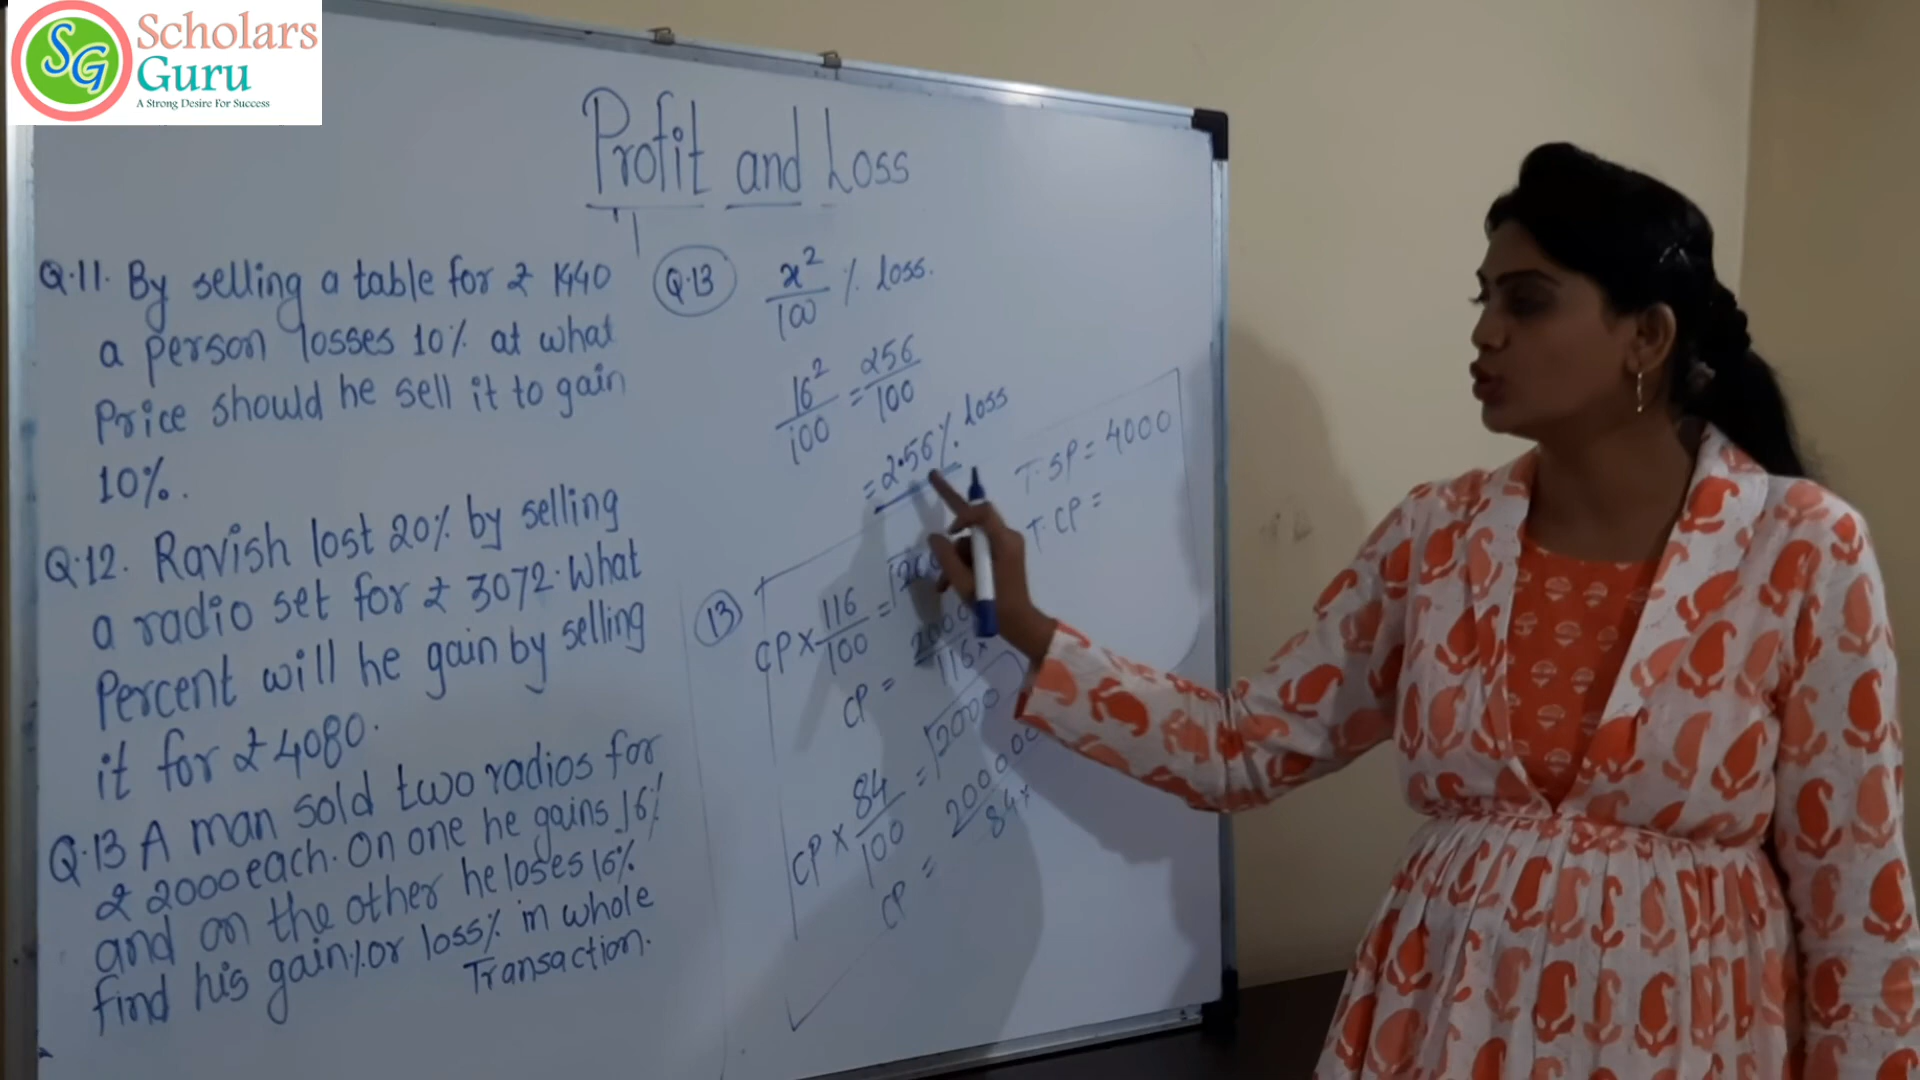 SG
Scholars
Guru
A Strong Desire For Success
Profit and Loss
Q.11. By selling a table for ₹ 1440
a person losses 10% at what
Price should he sell it to gain
10%.
Q.12. Ravish lost 20% by selling
a radio set for ₹ 3072. What
Percent will he gain by selling
it for ₹ 4080.
Q.13 A man sold two radios for
₹ 2000 each. On one he gains 16%
and on the other he loses 16%
find his gain% or loss% in whole
Transaction.
Q.13
x²/100 % loss.
16²/100 = 256/100
= 2.56% loss
T.SP = 4000
T.CP =
13
CP × 116/100 =
CP =
116×
CP × 84/100 = 2000
CP =
84×